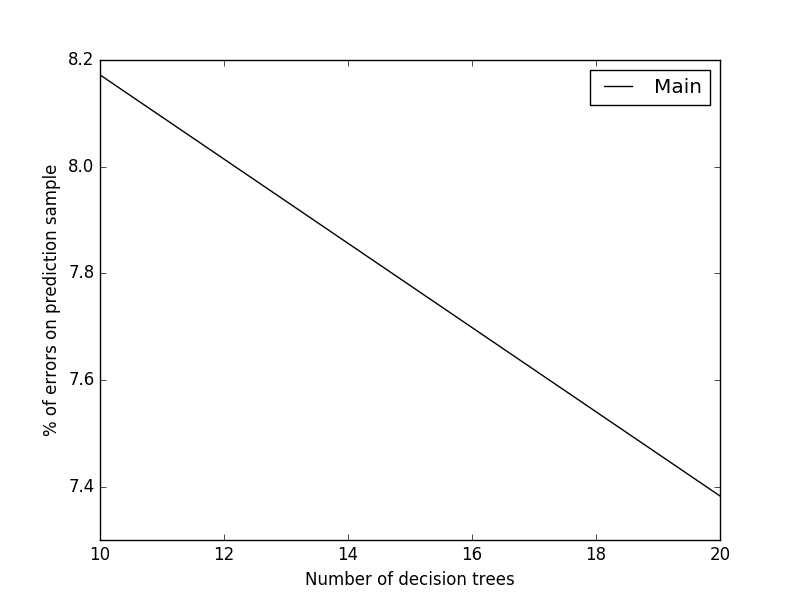 8.2
Main
8.0
7.8
7.6
7.4
% of errors on prediction sample
10 12 14 16 18 20
Number of decision trees